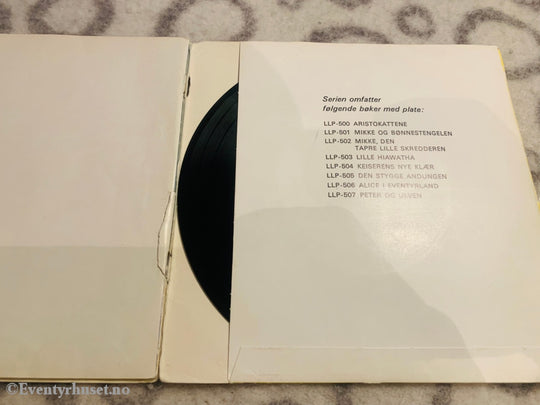 Serien omfatter
følgende bøker med plate:
LLP-500 ARISTOKATTENE
LLP-501 MIKKE OG BØNNESTENGELEN
LLP-502 MIKKE, DEN
TAPRE LILLE SKREDDEREN
LLP-503 LILLE HIAWATHA
LLP-504 KEISERENS NYE KLÆR
LLP-505 DEN STYGGE ANDUNGEN
LLP-506 ALICE I EVENTYRLAND
LLP-507 PETER OG ULVEN
©Eventyrhuset.no